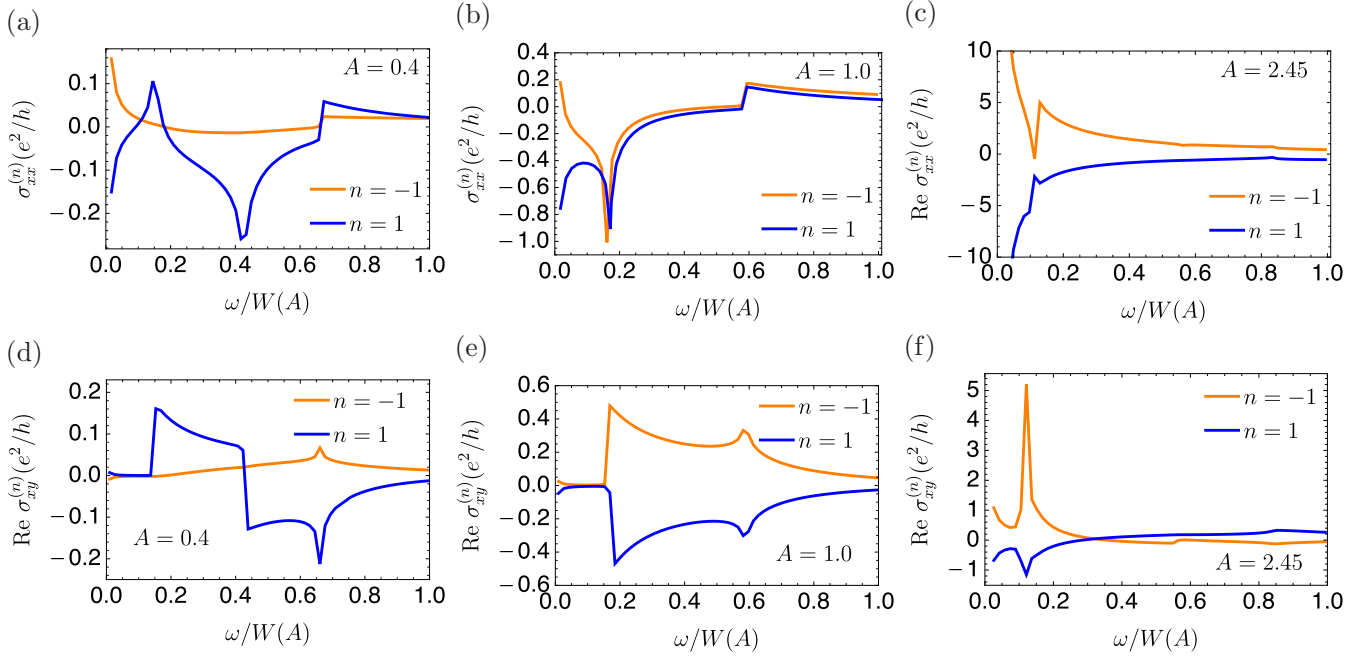 (a)
σ_{xx}^{(n)}(e²/h)
0.1
0.0
−0.1
−0.2
A = 0.4
n = −1
n = 1
0.0 0.2 0.4 0.6 0.8 1.0
ω/W(A)
(b)
σ_{xx}^{(n)}(e²/h)
0.4
0.2
0.0
−0.2
−0.4
−0.6
−0.8
−1.0
A = 1.0
n = −1
n = 1
0.0 0.2 0.4 0.6 0.8 1.0
ω/W(A)
(c)
Re σ_{xx}^{(n)}(e²/h)
10
5
0
−5
−10
A = 2.45
n = −1
n = 1
0.0 0.2 0.4 0.6 0.8 1.0
ω/W(A)
(d)
Re σ_{xy}^{(n)}(e²/h)
0.2
0.1
0.0
−0.1
−0.2
n = −1
n = 1
A = 0.4
0.0 0.2 0.4 0.6 0.8 1.0
ω/W(A)
(e)
Re σ_{xy}^{(n)}(e²/h)
0.6
0.4
0.2
0.0
−0.2
−0.4
−0.6
n = −1
n = 1
A = 1.0
0.0 0.2 0.4 0.6 0.8 1.0
ω/W(A)
(f)
Re σ_{xy}^{(n)}(e²/h)
5
4
3
2
1
0
−1
n = −1
n = 1
A = 2.45
0.0 0.2 0.4 0.6 0.8 1.0
ω/W(A)